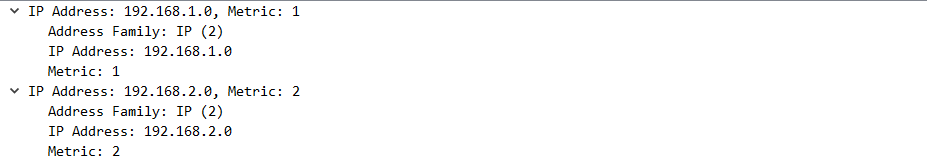 IP Address: 192.168.1.0, Metric: 1
Address Family: IP (2)
IP Address: 192.168.1.0
Metric: 1
IP Address: 192.168.2.0, Metric: 2
Address Family: IP (2)
IP Address: 192.168.2.0
Metric: 2